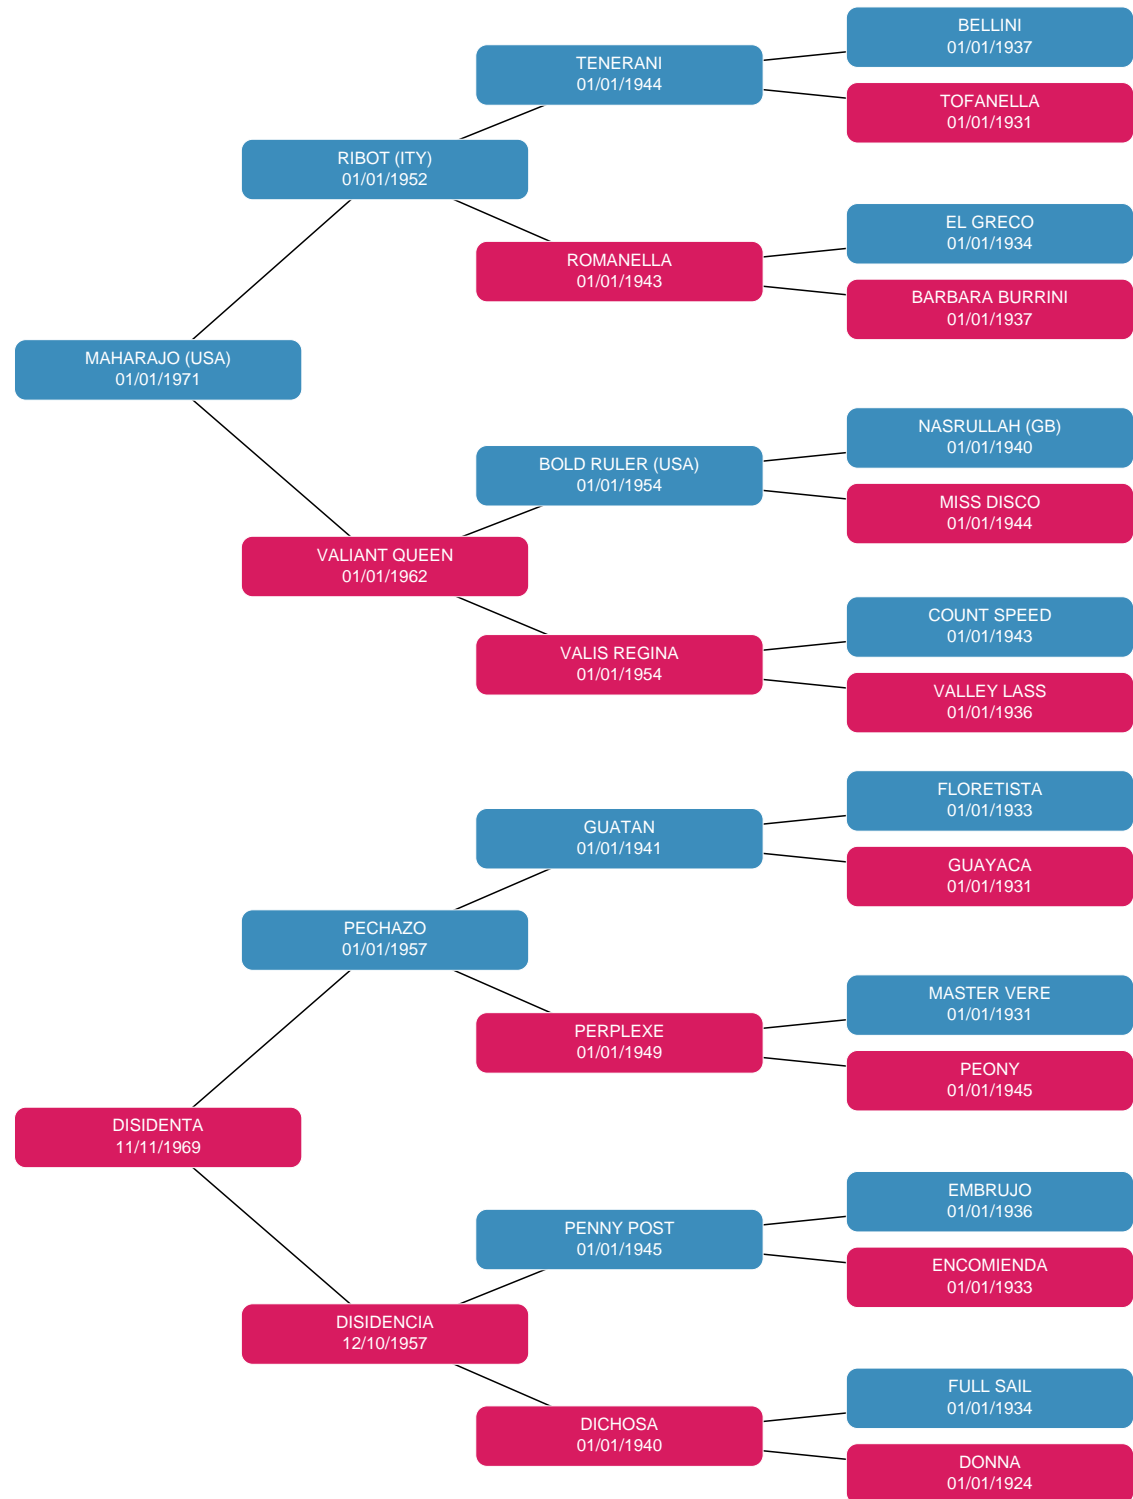 BELLINI
01/01/1937
TENERANI
01/01/1944
TOFANELLA
01/01/1931
RIBOT (ITY)
01/01/1952
EL GRECO
01/01/1934
ROMANELLA
01/01/1943
BARBARA BURRINI
01/01/1937
MAHARAJO (USA)
01/01/1971
NASRULLAH (GB)
01/01/1940
BOLD RULER (USA)
01/01/1954
MISS DISCO
01/01/1944
VALIANT QUEEN
01/01/1962
COUNT SPEED
01/01/1943
VALIS REGINA
01/01/1954
VALLEY LASS
01/01/1936
FLORETISTA
01/01/1933
GUATAN
01/01/1941
GUAYACA
01/01/1931
PECHAZO
01/01/1957
MASTER VERE
01/01/1931
PERPLEXE
01/01/1949
PEONY
01/01/1945
DISIDENTA
11/11/1969
EMBRUJO
01/01/1936
PENNY POST
01/01/1945
ENCOMIENDA
01/01/1933
DISIDENCIA
12/10/1957
FULL SAIL
01/01/1934
DICHOSA
01/01/1940
DONNA
01/01/1924